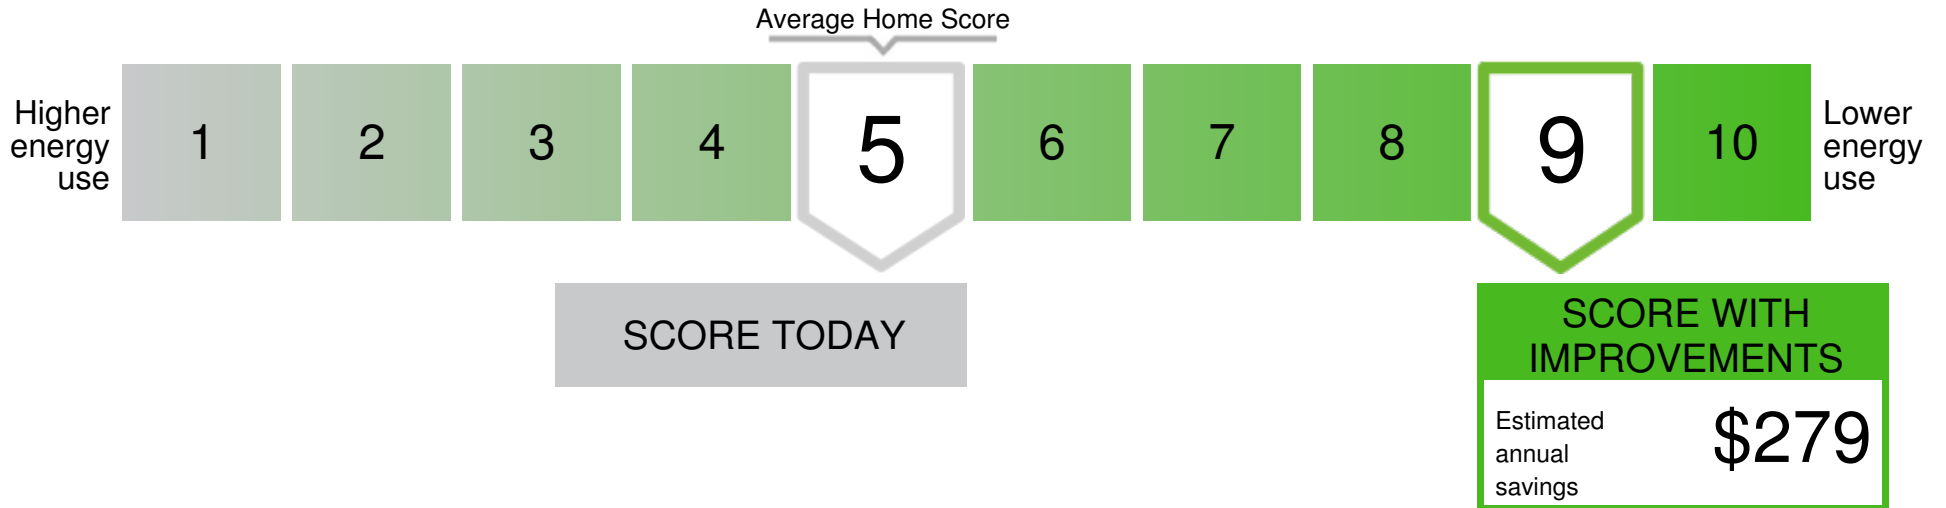 Average Home Score
Higher
energy
use
1 2 3 4 5 6 7 8 9 10
Lower
energy
use
SCORE TODAY
SCORE WITH
IMPROVEMENTS
Estimated
annual
savings
$279